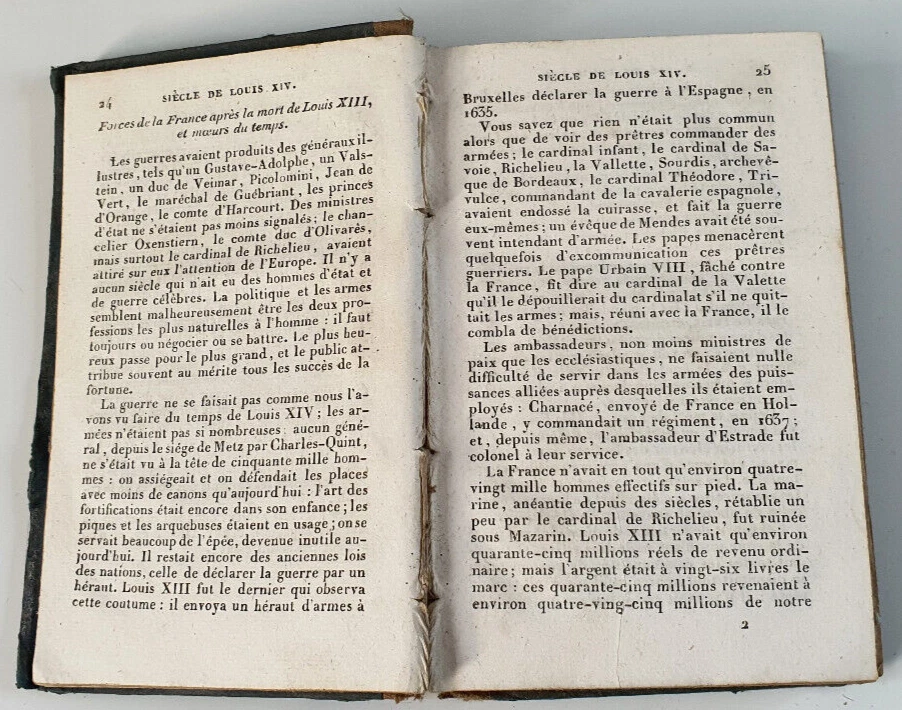 24
SIÈCLE DE LOUIS XIV.
Forces de la France après la mort de Louis XIII,
et mœurs du temps.
Les guerres avaient produits des généraux il-
lustres, tels qu'un Gustave-Adolphe, un Vals-
tein, un duc de Veimar, Picolomini, Jean de
Vert, le maréchal de Guébriant, les princes
d'Orange, le comte d'Harcourt. Des ministres
d'état ne s'étaient pas moins signalés; le chan-
celier Oxenstiern, le comte duc d'Olivarès,
mais surtout le cardinal de Richelieu, avaient
attiré sur eux l'attention de l'Europe. Il n'y a
aucun siècle qui n'ait eu des hommes d'état et
de guerre célèbres. La politique et les armes
semblent malheureusement être les deux pro-
fessions les plus naturelles à l'homme : il faut
toujours ou négocier ou se battre. Le plus heu-
reux passe pour le plus grand, et le public at-
tribue souvent au mérite tous les succès de la
fortune.
La guerre ne se faisait pas comme nous l'a-
vons vu faire du temps de Louis XIV; les ar-
mées n'étaient pas si nombreuses : aucun géné-
ral, depuis le siége de Metz par Charles-Quint,
ne s'était vu à la tête de cinquante mille hom-
mes : on assiégeait et on défendait les places
avec moins de canons qu'aujourd'hui : l'art des
fortifications était encore dans son enfance; les
piques et les arquebuses étaient en usage; on se
servait beaucoup de l'épée, devenue inutile au-
jourd'hui. Il restait encore des anciennes lois
des nations, celle de déclarer la guerre par un
héraut. Louis XIII fut le dernier qui observa
cette coutume : il envoya un héraut d'armes à
SIÈCLE DE LOUIS XIV.
25
Bruxelles déclarer la guerre à l'Espagne, en
1635.
Vous savez que rien n'était plus commun
alors que de voir des prêtres commander des
armées; le cardinal infant, le cardinal de Sa-
voie, Richelieu, la Vallette, Sourdis, archevê-
que de Bordeaux, le cardinal Théodore, Tri-
vulce, commandant de la cavalerie espagnole,
avaient endossé la cuirasse, et fait la guerre
eux-mêmes; un évêque de Mendes avait été sou-
vent intendant d'armée. Les papes menacèrent
quelquefois d'excommunication ces prêtres
guerriers. Le pape Urbain VIII, fâché contre
la France, fit dire au cardinal de la Valette
qu'il le dépouillerait du cardinalat s'il ne quit-
tait les armes; mais, réuni avec la France, il le
combla de bénédictions.
Les ambassadeurs, non moins ministres de
paix que les ecclésiastiques, ne faisaient nulle
difficulté de servir dans les armées des puis-
sances alliées auprès desquelles ils étaient em-
ployés : Charnacé, envoyé de France en Hol-
lande, y commandait un régiment, en 1637;
et, depuis même, l'ambassadeur d'Estrade fut
colonel à leur service.
La France n'avait en tout qu'environ quatre-
vingt mille hommes effectifs sur pied. La ma-
rine, anéantie depuis des siècles, rétablie un
peu par le cardinal de Richelieu, fut ruinée
sous Mazarin. Louis XIII n'avait qu'environ
quarante-cinq millions réels de revenu ordi-
naire; mais l'argent était à vingt-six livres le
marc : ces quarante-cinq millions revenaient à
environ quatre-ving-cinq millions de notre
2